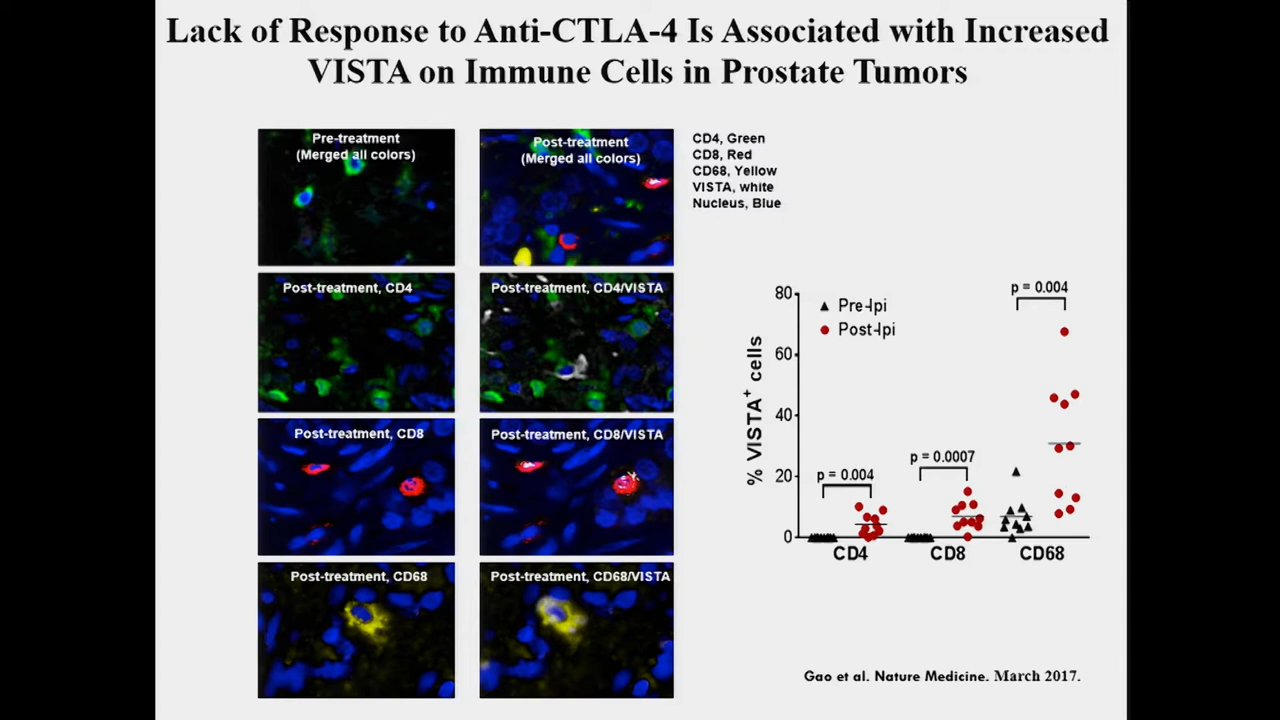 Lack of Response to Anti-CTLA-4 Is Associated with Increased
VISTA on Immune Cells in Prostate Tumors
Pre-treatment
(Merged all colors)
Post-treatment
(Merged all colors)
CD4, Green
CD8, Red
CD68, Yellow
VISTA, white
Nucleus, Blue
Post-treatment, CD4
Post-treatment, CD4/VISTA
Post-treatment, CD8
Post-treatment, CD8/VISTA
Post-treatment, CD68
Post-treatment, CD68/VISTA
% VISTA+ cells
80
60
40
20
0
Pre-Ipi
Post-Ipi
p = 0.004
p = 0.0007
p = 0.004
CD4
CD8
CD68
Gao et al. Nature Medicine. March 2017.